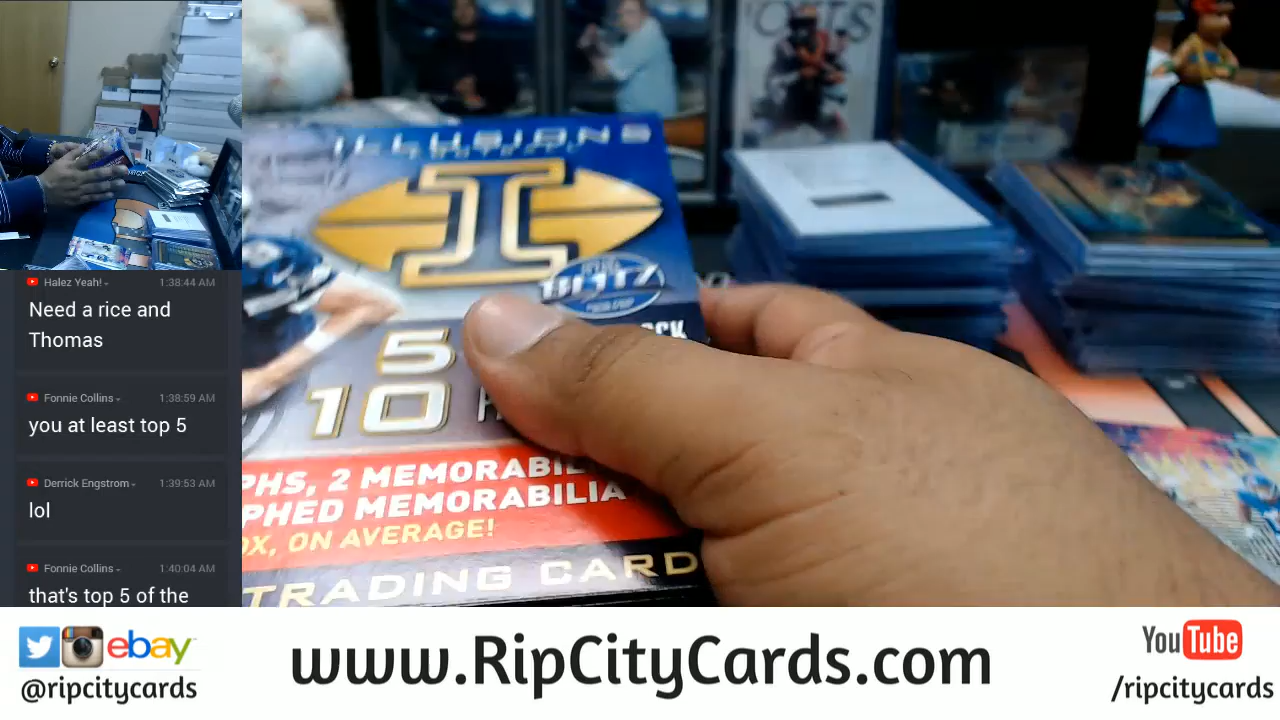 Halez Yeah! 1:38:44 AM
Need a rice and
Thomas
Fonnie Collins 1:38:59 AM
you at least top 5
Derrick Engstrom 1:39:53 AM
lol
Fonnie Collins 1:40:04 AM
that's top 5 of the
ILLUSIONS
I
BLITZ
5
10
PHS, 2 MEMORABIL
PHED MEMORABILIA
OX, ON AVERAGE!
TRADING CARD
ebay
@ripcitycards
www.RipCityCards.com
YouTube
/ripcitycards